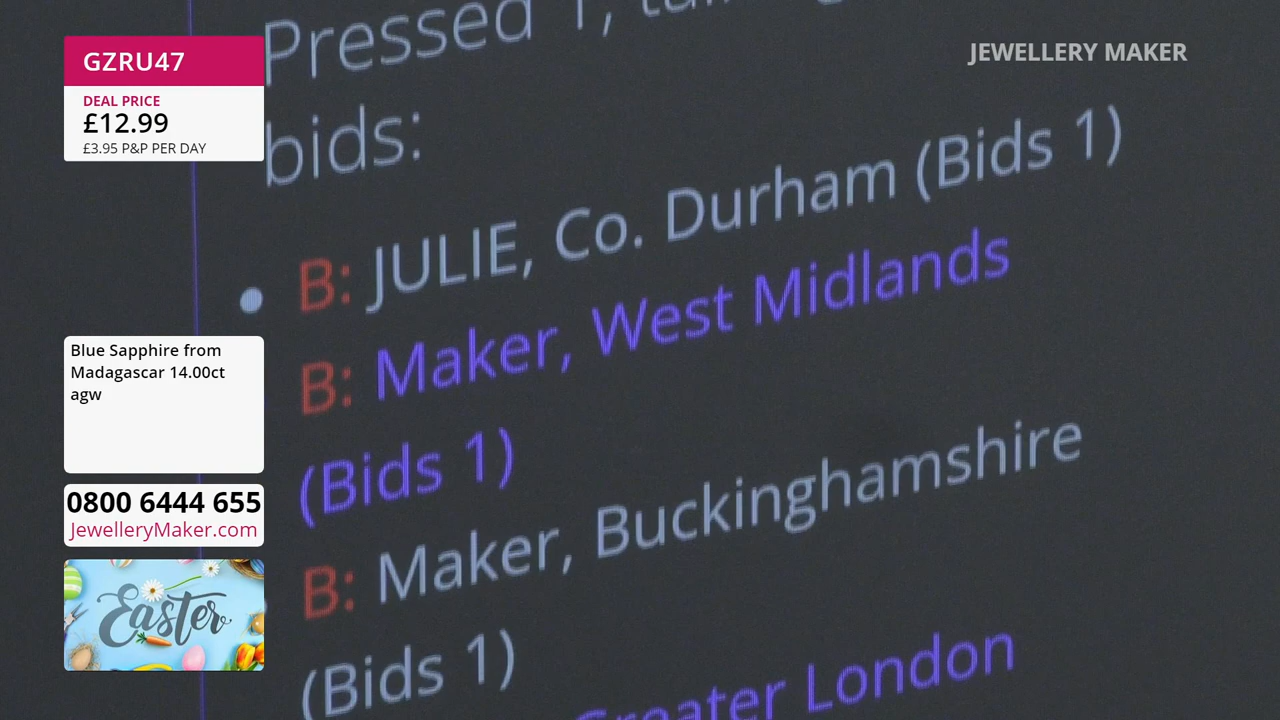 GZRU47
DEAL PRICE
£12.99
£3.95 P&P PER DAY
Blue Sapphire from
Madagascar 14.00ct
agw
0800 6444 655
JewelleryMaker.com
Easter
JEWELLERY MAKER
Pressed 1,
bids:
• B: JULIE, Co. Durham (Bids 1)
B: Maker, West Midlands
(Bids 1)
B: Maker, Buckinghamshire
(Bids 1)
Greater London